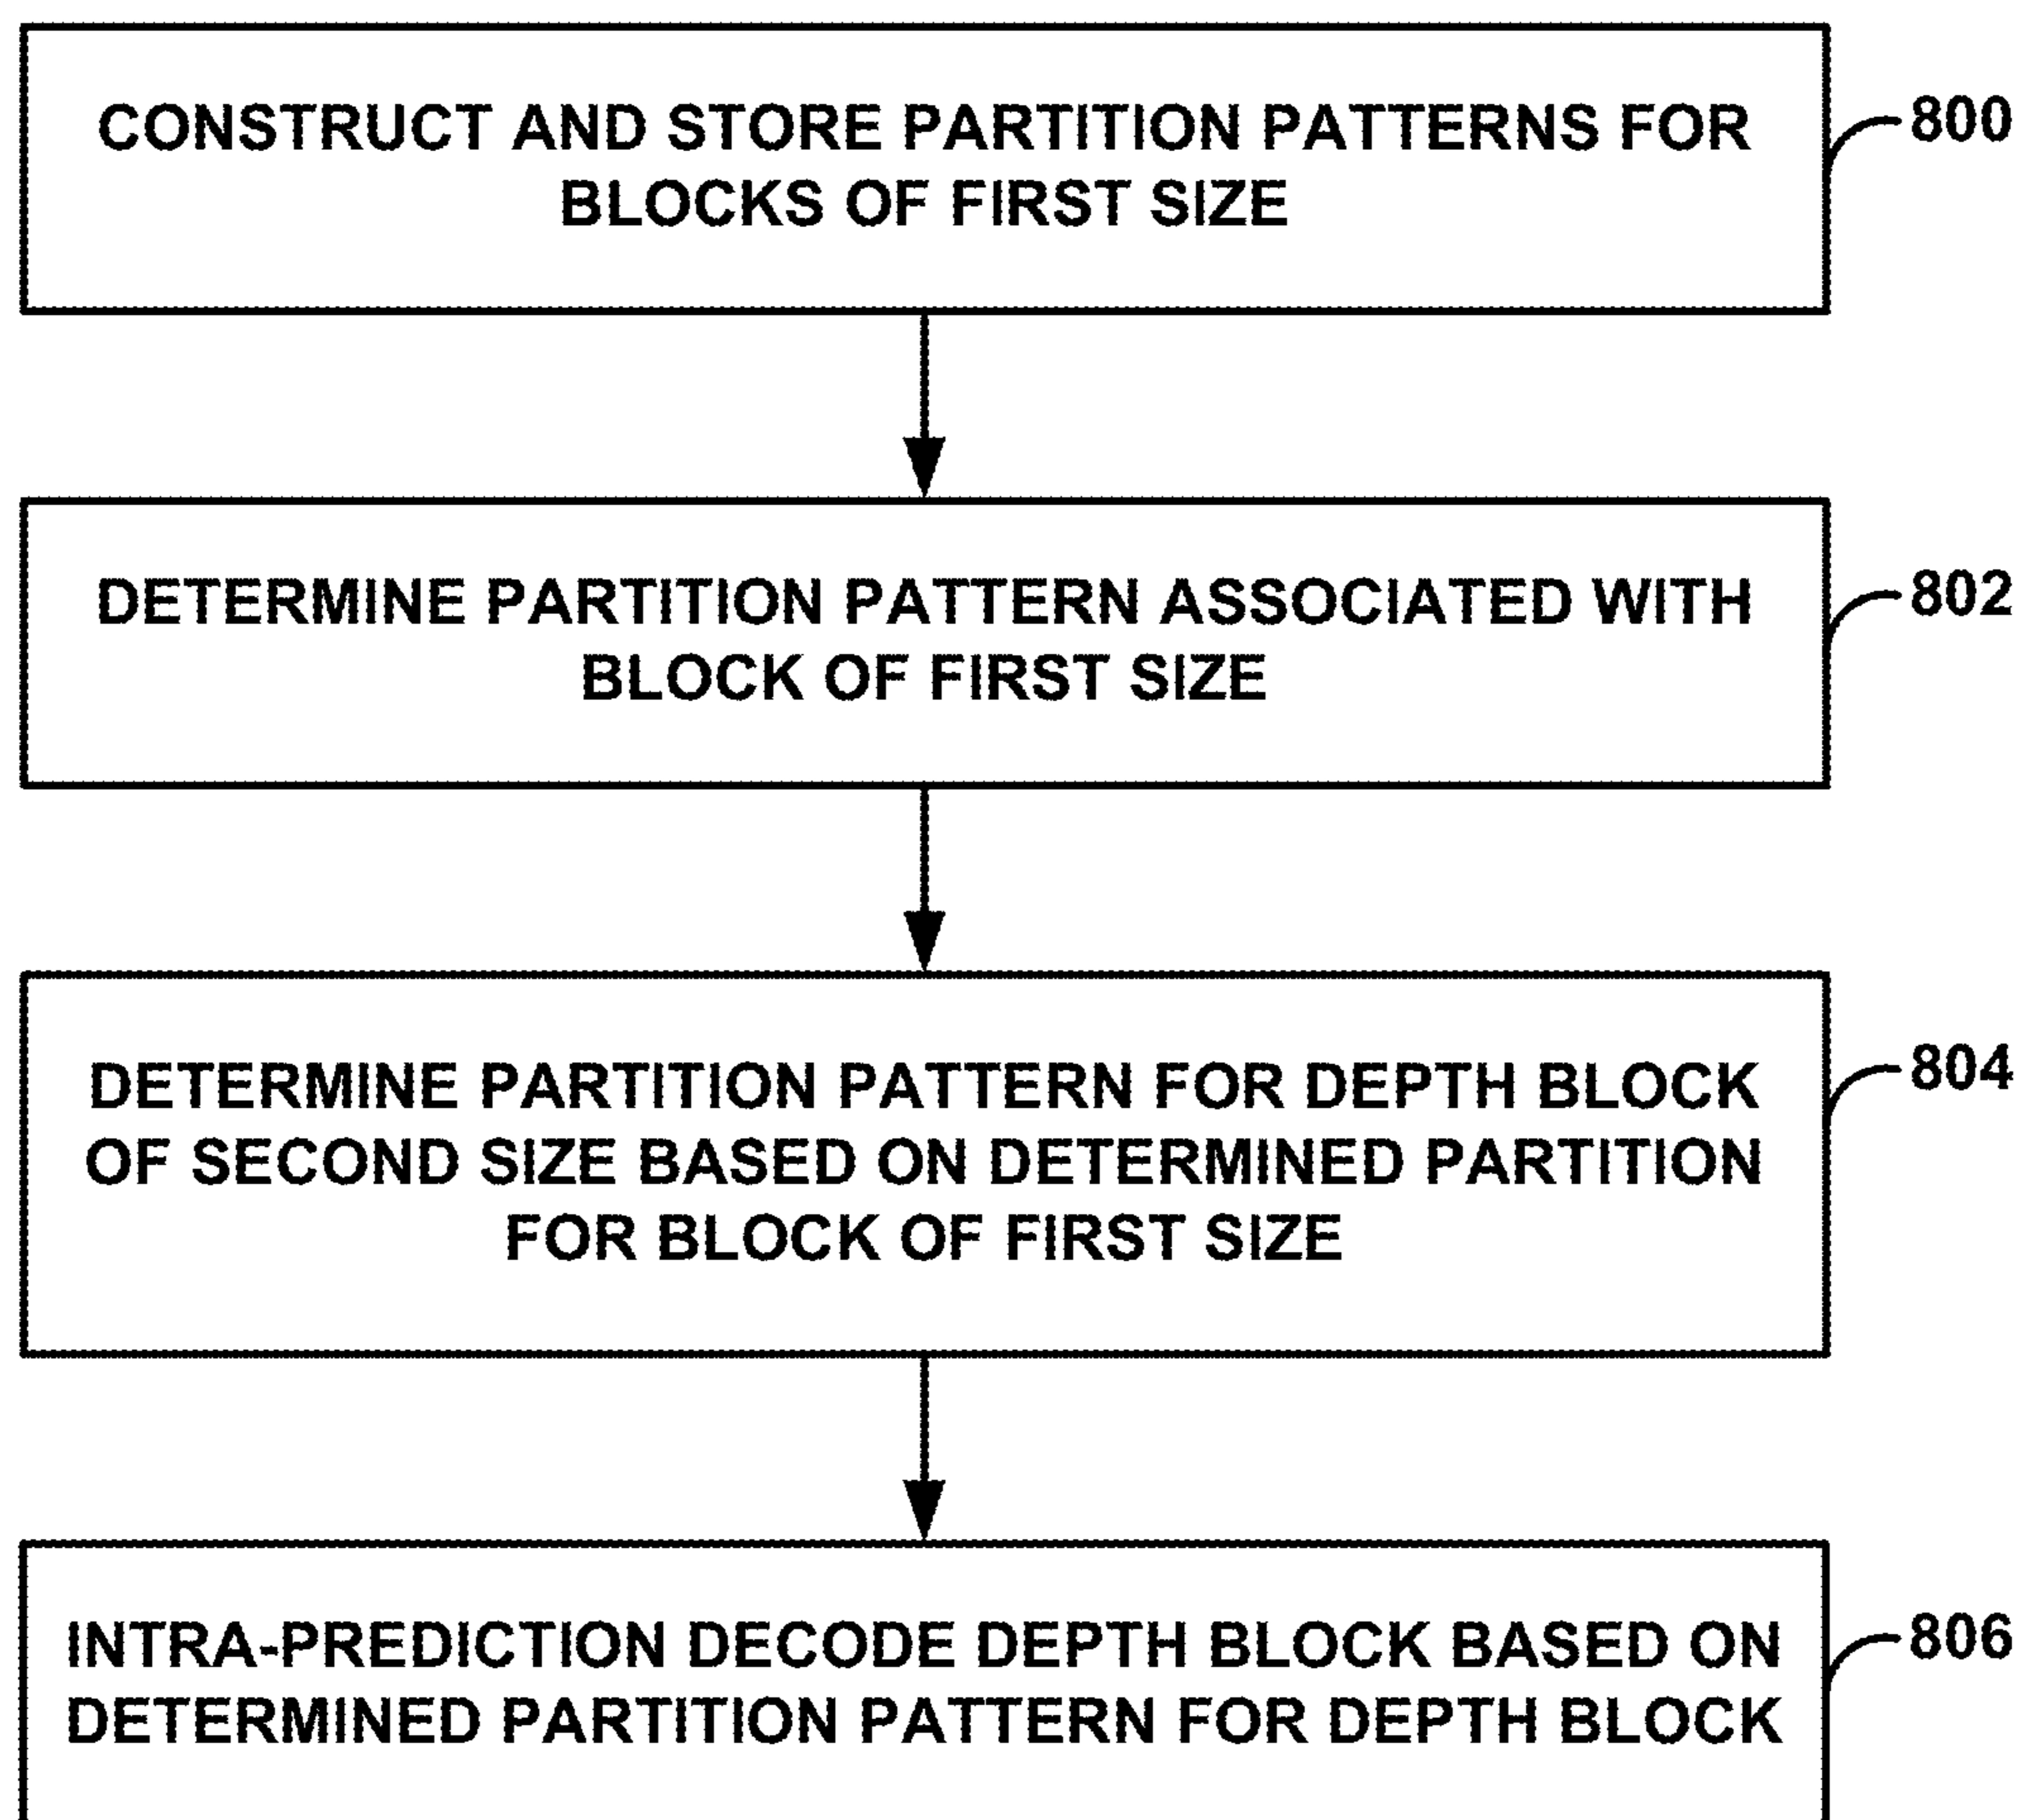 CONSTRUCT AND STORE PARTITION PATTERNS FOR
BLOCKS OF FIRST SIZE
800
DETERMINE PARTITION PATTERN ASSOCIATED WITH
BLOCK OF FIRST SIZE
802
DETERMINE PARTITION PATTERN FOR DEPTH BLOCK
OF SECOND SIZE BASED ON DETERMINED PARTITION
FOR BLOCK OF FIRST SIZE
804
INTRA-PREDICTION DECODE DEPTH BLOCK BASED ON
DETERMINED PARTITION PATTERN FOR DEPTH BLOCK
806